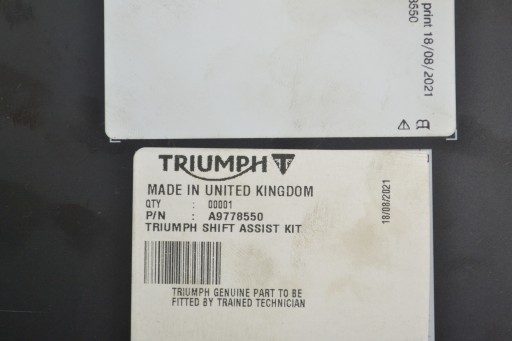 print 18/08/2021
8550
TRIUMPH
MADE IN UNITED KINGDOM
QTY : 00001
P/N : A9778550
TRIUMPH SHIFT ASSIST KIT
18/08/2021
TRIUMPH GENUINE PART TO BE
FITTED BY TRAINED TECHNICIAN